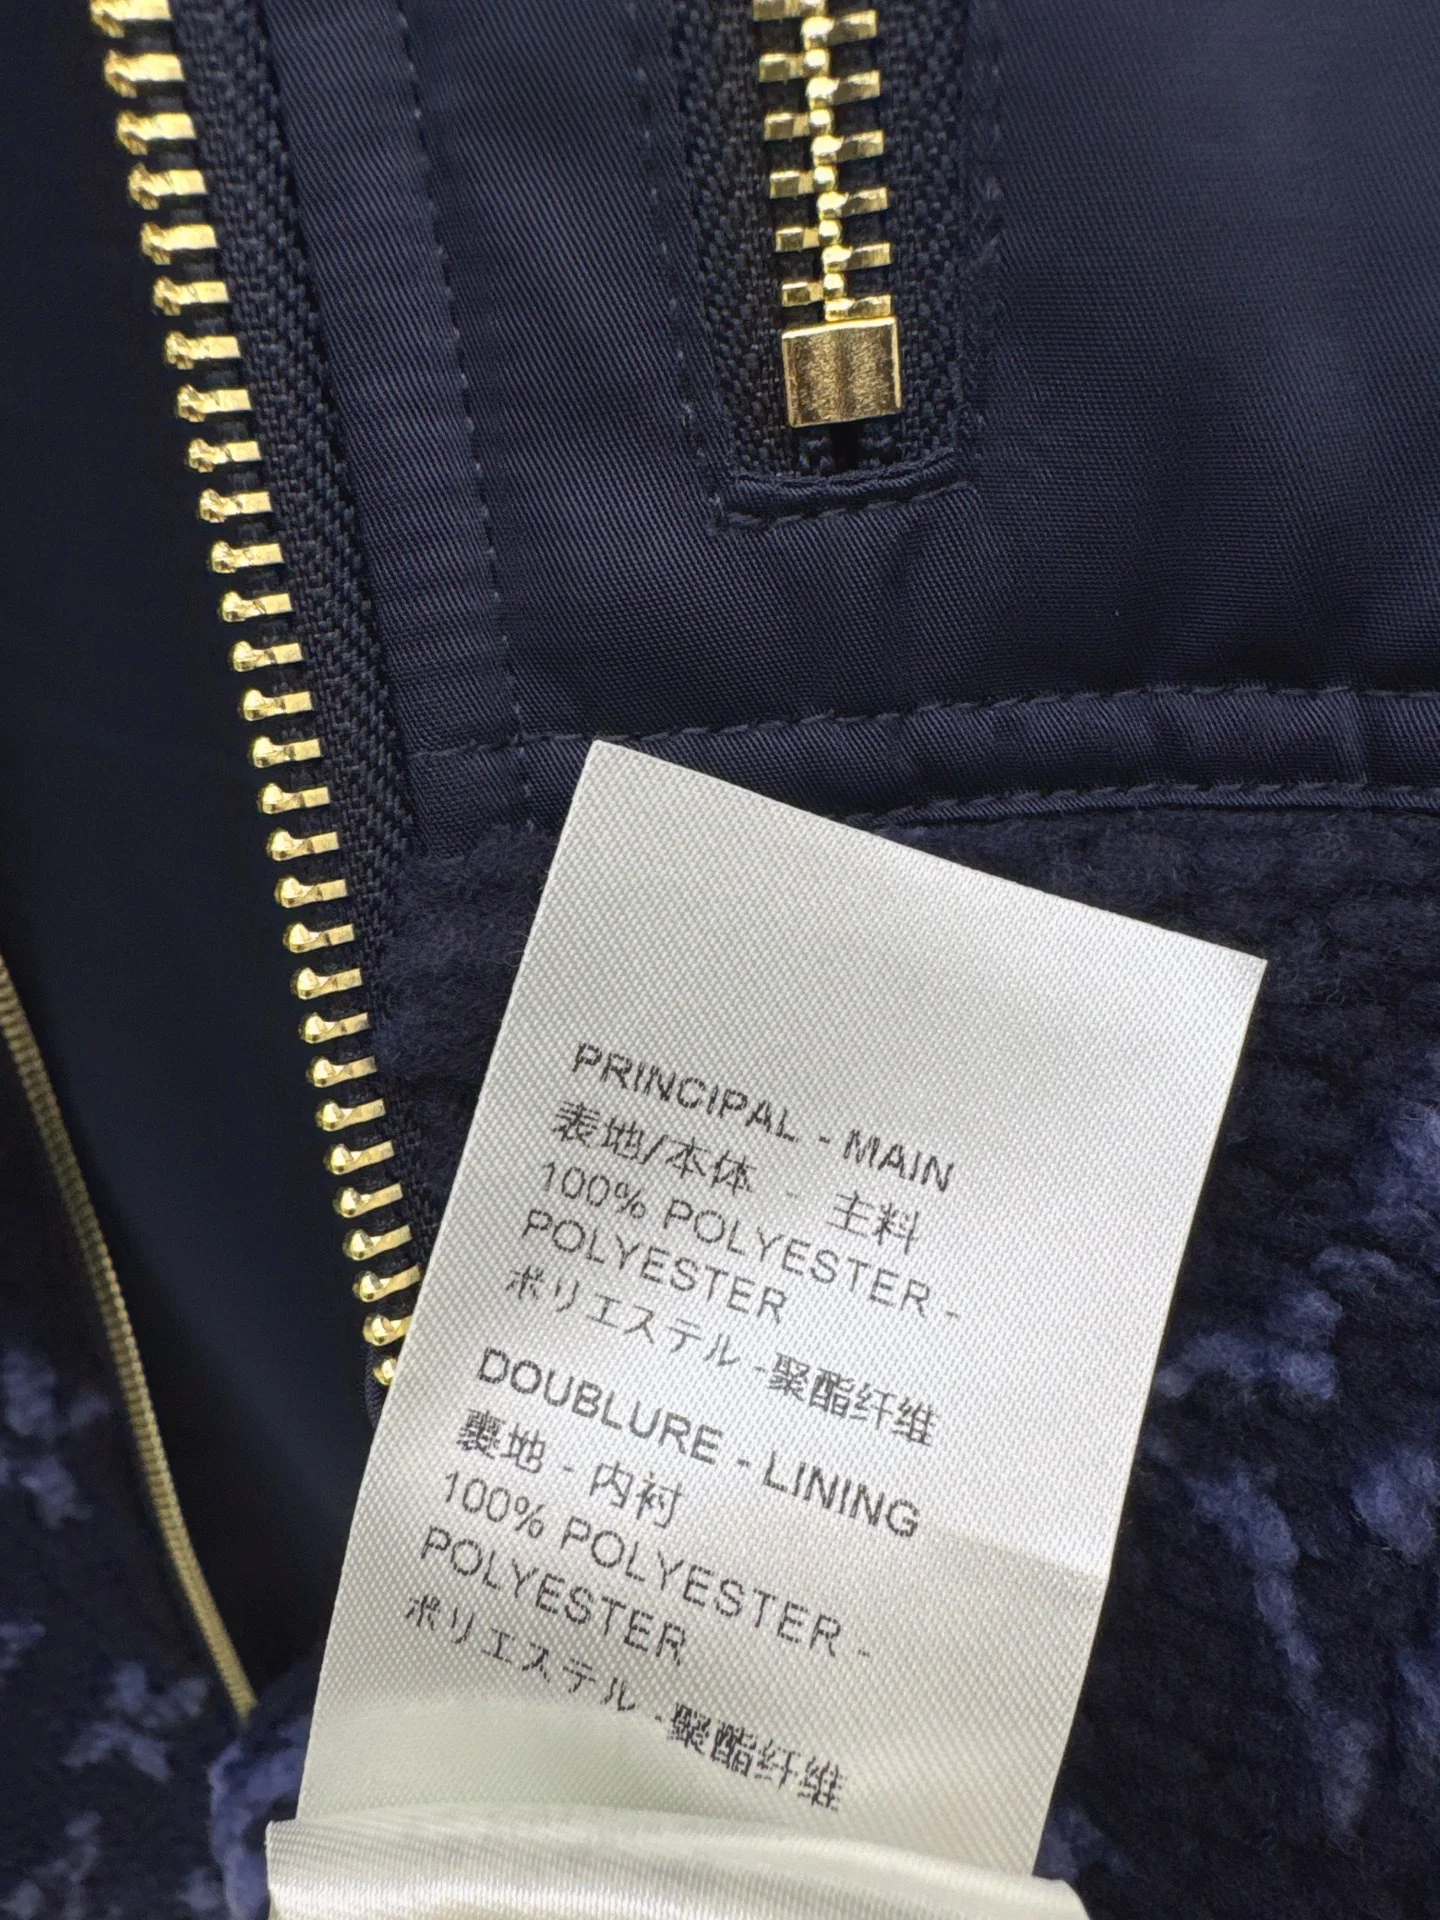 PRINCIPAL - MAIN
表地/本体 - 主料
100% POLYESTER -
POLYESTER
ポリエステル -聚酯纤维
DOUBLURE - LINING
裏地 - 内衬
100% POLYESTER -
POLYESTER
ポリエステル -聚酯纤维